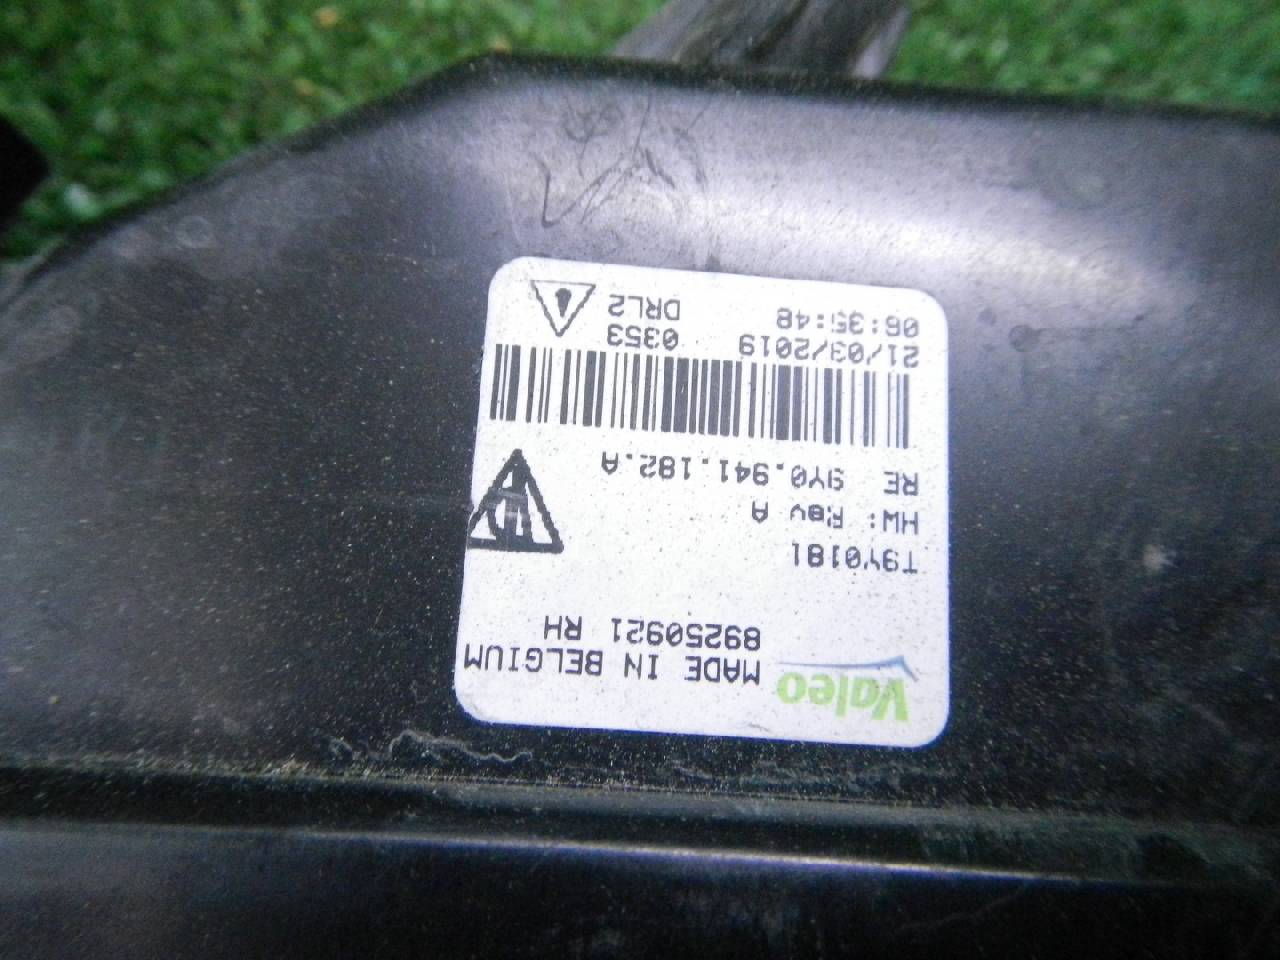 Valeo MADE IN BELGIUM
89250921 RH
T9Y018l
HW: Rev A
RE 9Y0.941.182.A
21/03/2019 0353
06:35:48 DRL2